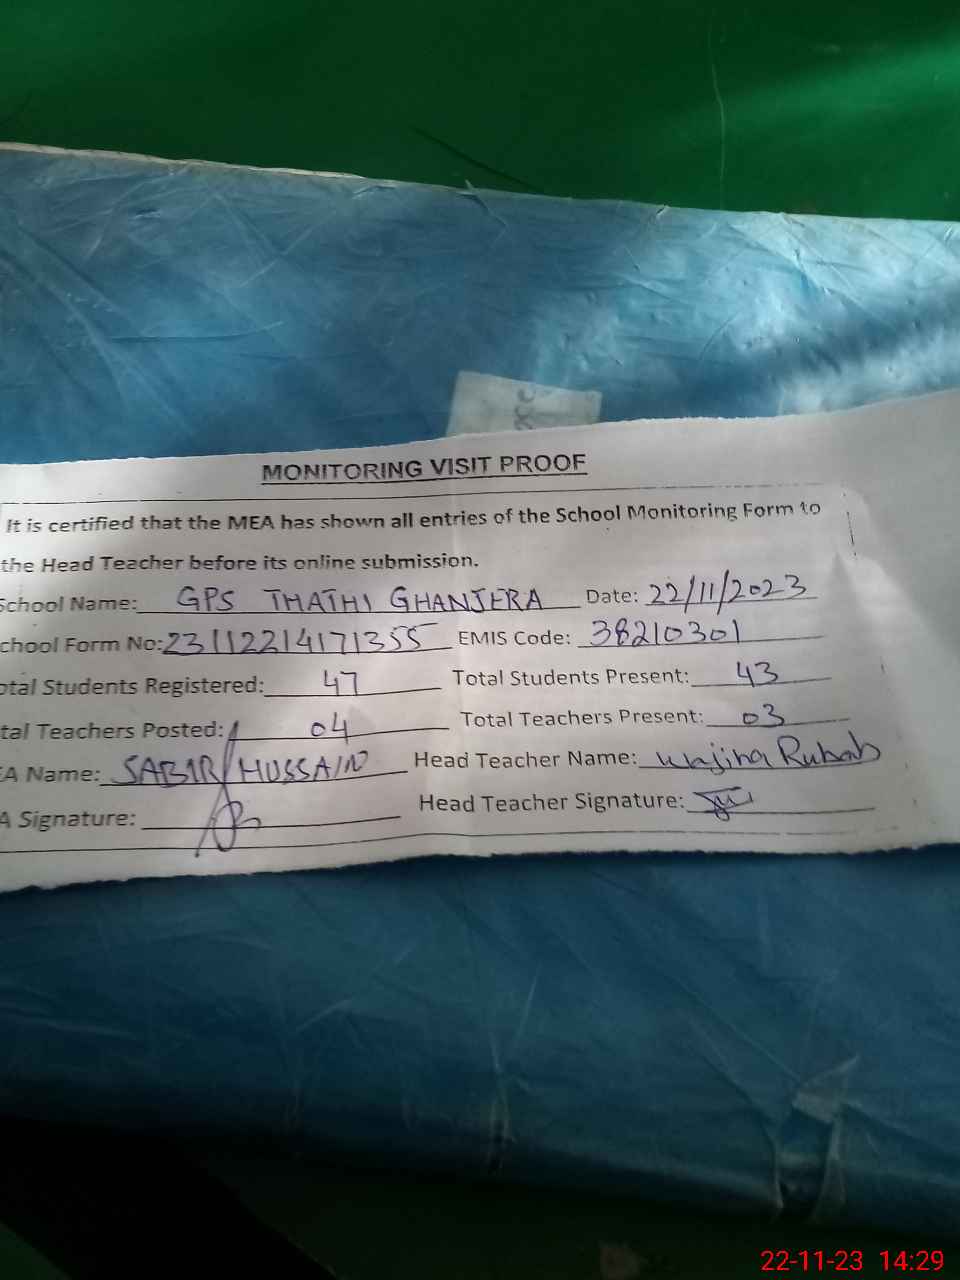 MONITORING VISIT PROOF
It is certified that the MEA has shown all entries of the School Monitoring Form to
the Head Teacher before its online submission.
School Name: GPS THATHI GHANJERA Date: 22/11/2023
chool Form No: 23112214171355 EMIS Code: 38210301
otal Students Registered: 47 Total Students Present: 43
tal Teachers Posted: 04 Total Teachers Present: 03
EA Name: SABIR HUSSAIN Head Teacher Name: Wajiha Rubab
A Signature: Head Teacher Signature:
22-11-23 14:29